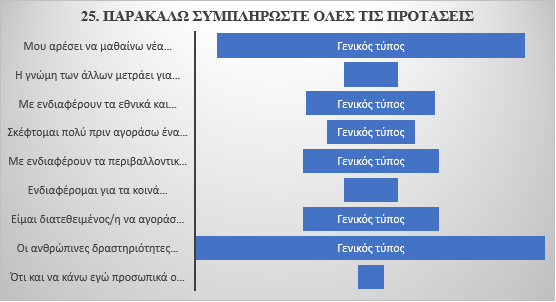 25. ΠΑΡΑΚΑΛΩ ΣΥΜΠΛΗΡΩΣΤΕ ΟΛΕΣ ΤΙΣ ΠΡΟΤΑΣΕΙΣ
Μου αρέσει να μαθαίνω νέα... Γενικός τύπος
Η γνώμη των άλλων μετράει για...
Με ενδιαφέρουν τα εθνικά και... Γενικός τύπος
Σκέφτομαι πολύ πριν αγοράσω ένα... Γενικός τύπος
Με ενδιαφέρουν τα περιβαλλοντικ... Γενικός τύπος
Ενδιαφέρομαι για τα κοινά...
Είμαι διατεθειμένος/η να αγοράσ... Γενικός τύπος
Οι ανθρώπινες δραστηριότητες... Γενικός τύπος
Ότι και να κάνω εγώ προσωπικά ο...